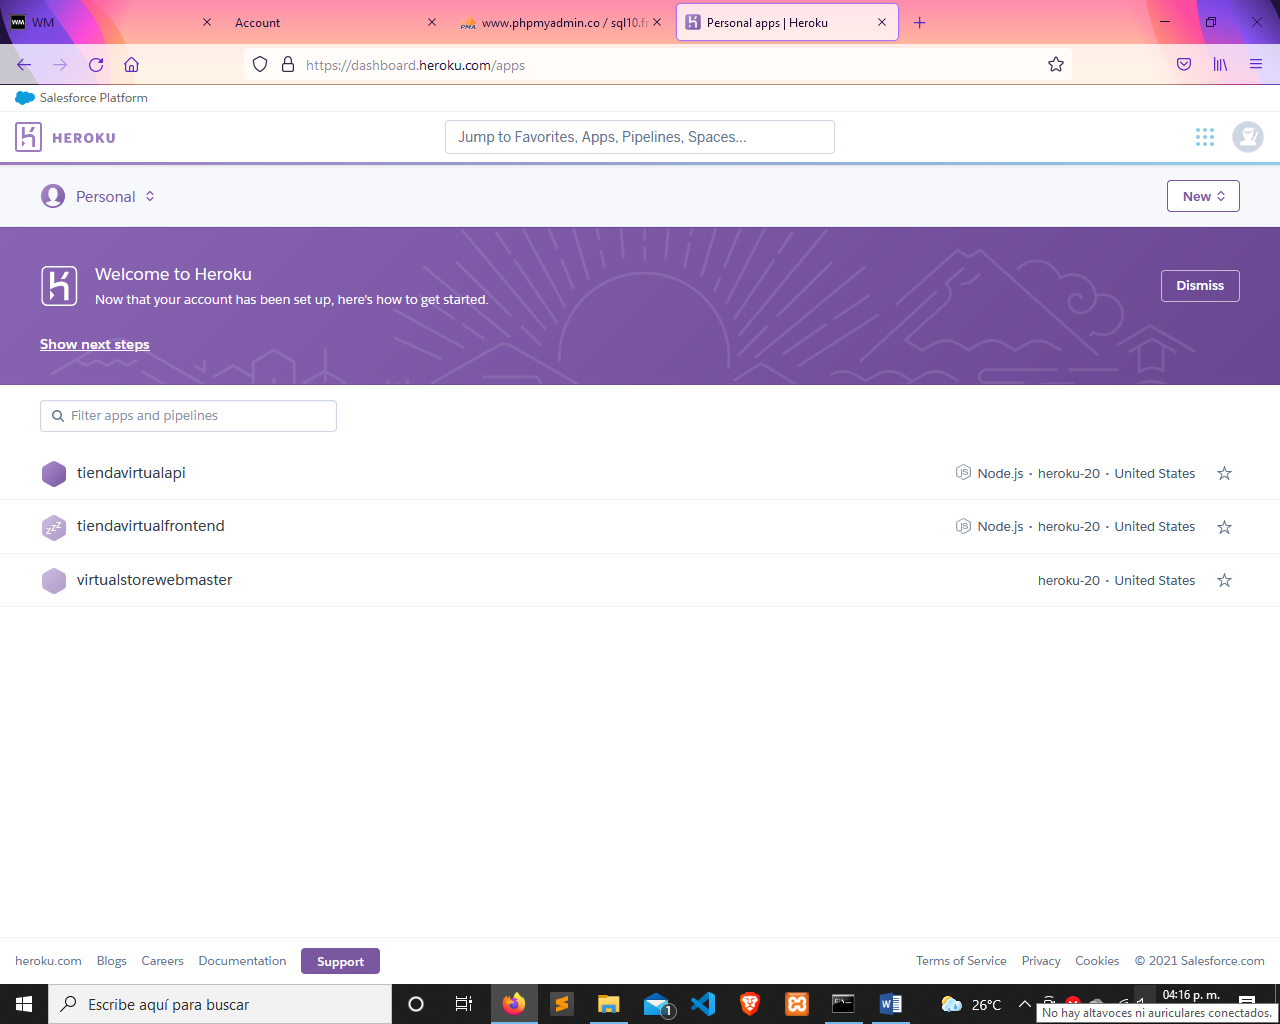 WM
Account
www.phpmyadmin.co / sql10.fr
Personal apps | Heroku
https://dashboard.heroku.com/apps
Salesforce Platform
HEROKU
Jump to Favorites, Apps, Pipelines, Spaces...
Personal
New
Welcome to Heroku
Now that your account has been set up, here's how to get started.
Dismiss
Show next steps
Filter apps and pipelines
tiendavirtualapi
Node.js · heroku-20 · United States
tiendavirtualfrontend
Node.js · heroku-20 · United States
virtualstorewebmaster
heroku-20 · United States
heroku.com Blogs Careers Documentation Support
Terms of Service Privacy Cookies © 2021 Salesforce.com
Escribe aquí para buscar
1
26°C
04:16 p. m.
No hay altavoces ni auriculares conectados.